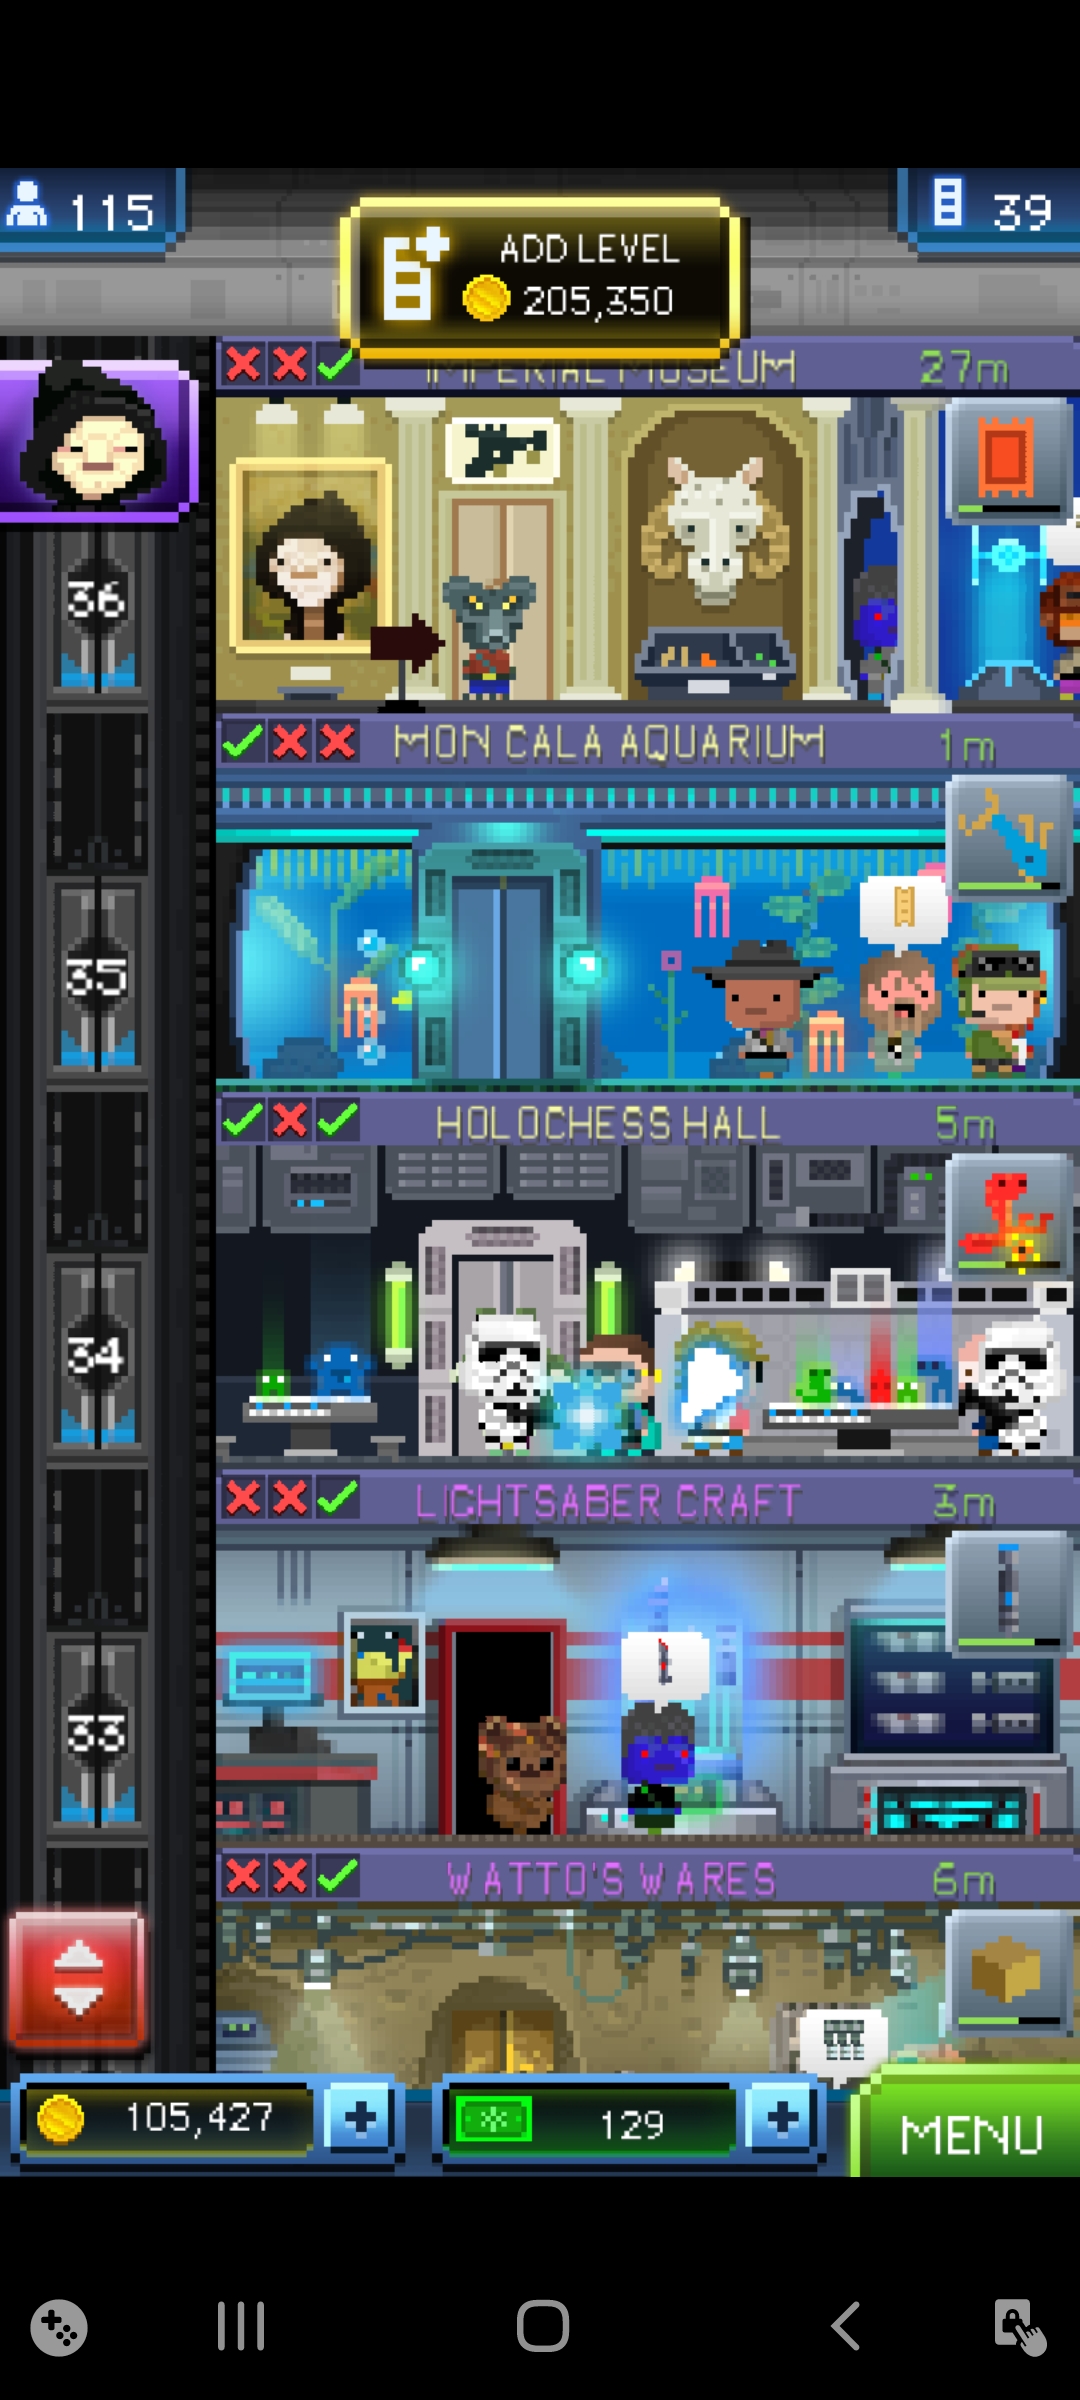 115
ADD LEVEL
205,350
39
IMPERIAL MUSEUM
27m
36
MON CALA AQUARIUM
1m
35
HOLOCHESS HALL
5m
34
LIGHTSABER CRAFT
3m
33
WATTO'S WARES
6m
105,427
129
MENU